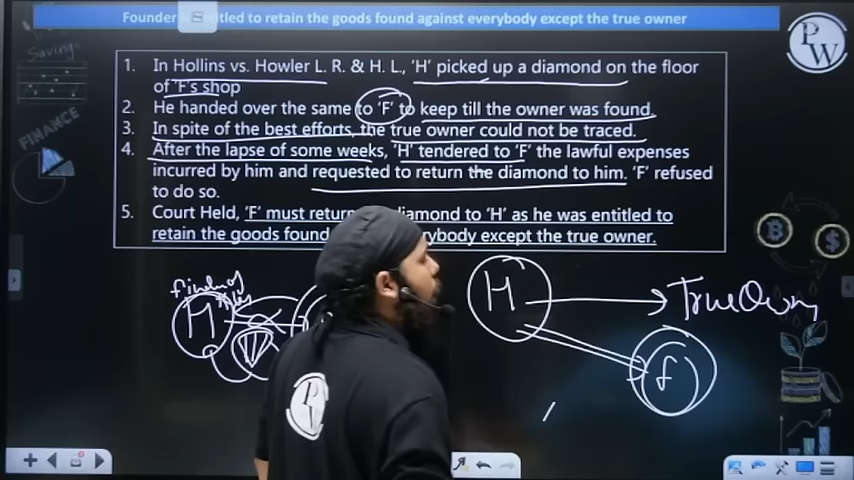 Founder tled to retain the goods found against everybody except the true owner
PW
Savings
FINANCE
1. In Hollins vs. Howler L. R. & H. L., 'H' picked up a diamond on the floor
of 'F's shop
2. He handed over the same to 'F' to keep till the owner was found.
3. In spite of the best efforts, the true owner could not be traced.
4. After the lapse of some weeks, 'H' tendered to 'F' the lawful expenses
incurred by him and requested to return the diamond to him. 'F' refused
to do so.
5. Court Held, 'F' must return diamond to 'H' as he was entitled to
retain the goods found rybody except the true owner.
H
H
True Own
f
PW